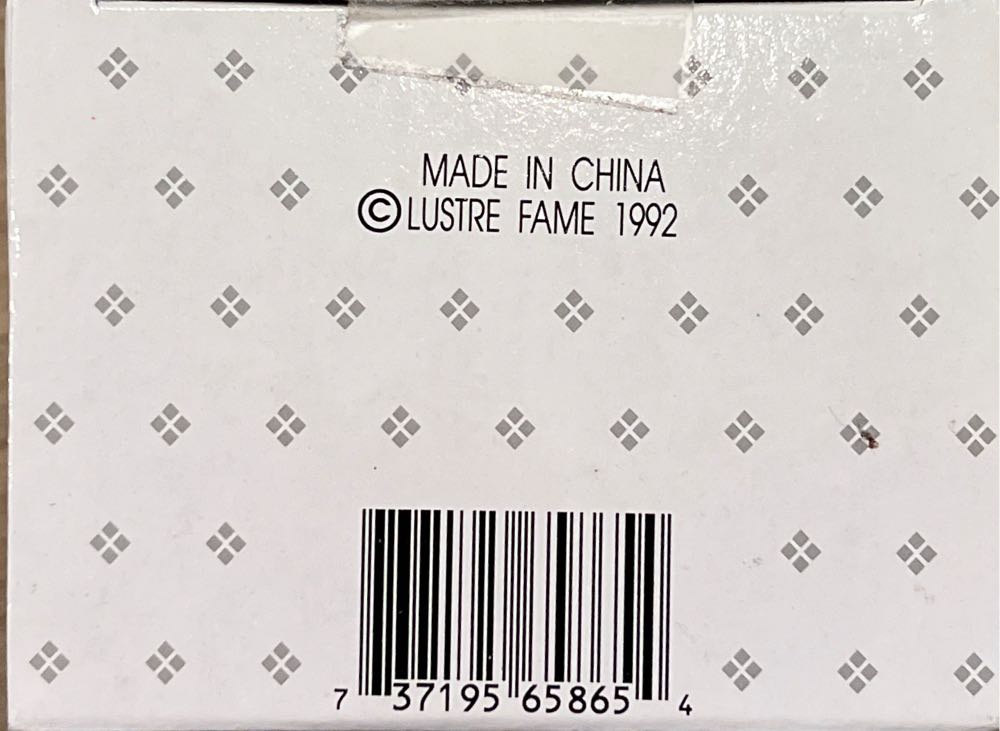 MADE IN CHINA
© LUSTRE FAME 1992
7 37195 65865 4